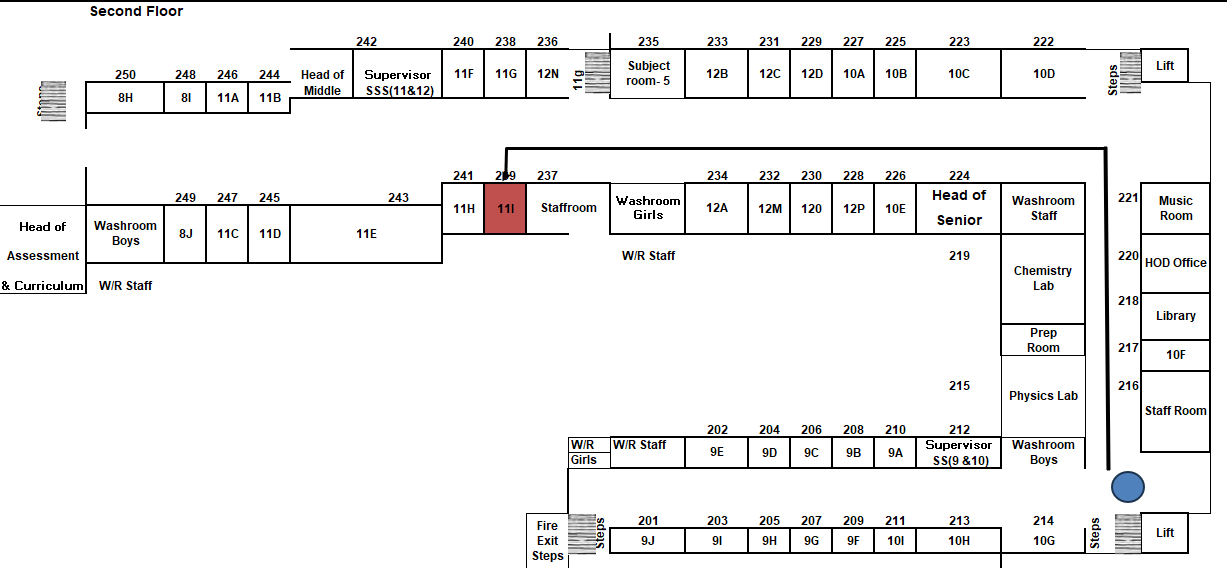 Second Floor
242 240 238 236 235 233 231 229 227 225 223 222
250 248 246 244 Head of Middle Supervisor SSS(11&12) 11F 11G 12N 11g Subject room- 5 12B 12C 12D 10A 10B 10C 10D Steps Lift
8H 8I 11A 11B
241 237 234 232 230 228 226 224
249 247 245 243 11H 11I Staffroom Washroom Girls 12A 12M 120 12P 10E Head of Senior Washroom Staff 221 Music Room
Head of Assessment & Curriculum Washroom Boys 8J 11C 11D 11E
W/R Staff W/R Staff 219 Chemistry Lab 220 HOD Office
218 Library
Prep Room 217 10F
215 Physics Lab 216 Staff Room
202 204 206 208 210 212
W/R Girls W/R Staff 9E 9D 9C 9B 9A Supervisor SS(9 &10) Washroom Boys
201 203 205 207 209 211 213 214
Fire Exit Steps Steps 9J 9I 9H 9G 9F 10I 10H 10G Steps Lift